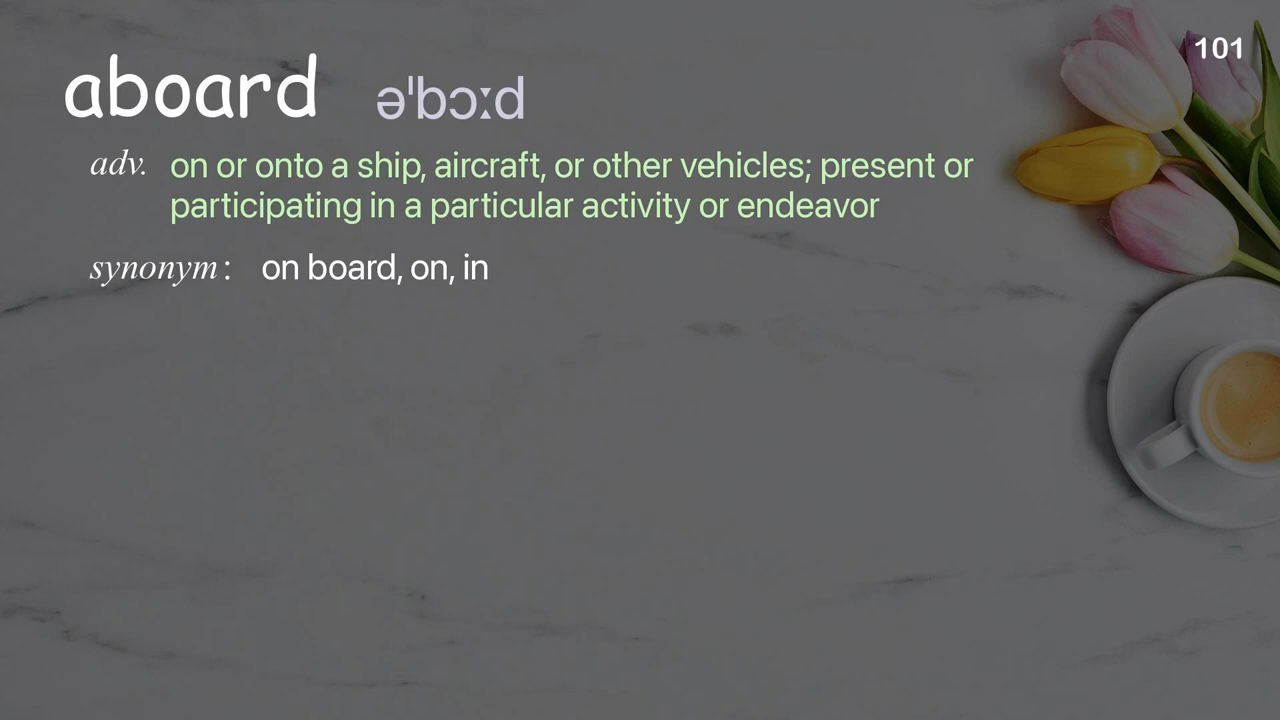 101
aboard əˈbɔːd
adv. on or onto a ship, aircraft, or other vehicles; present or
participating in a particular activity or endeavor
synonym : on board, on, in